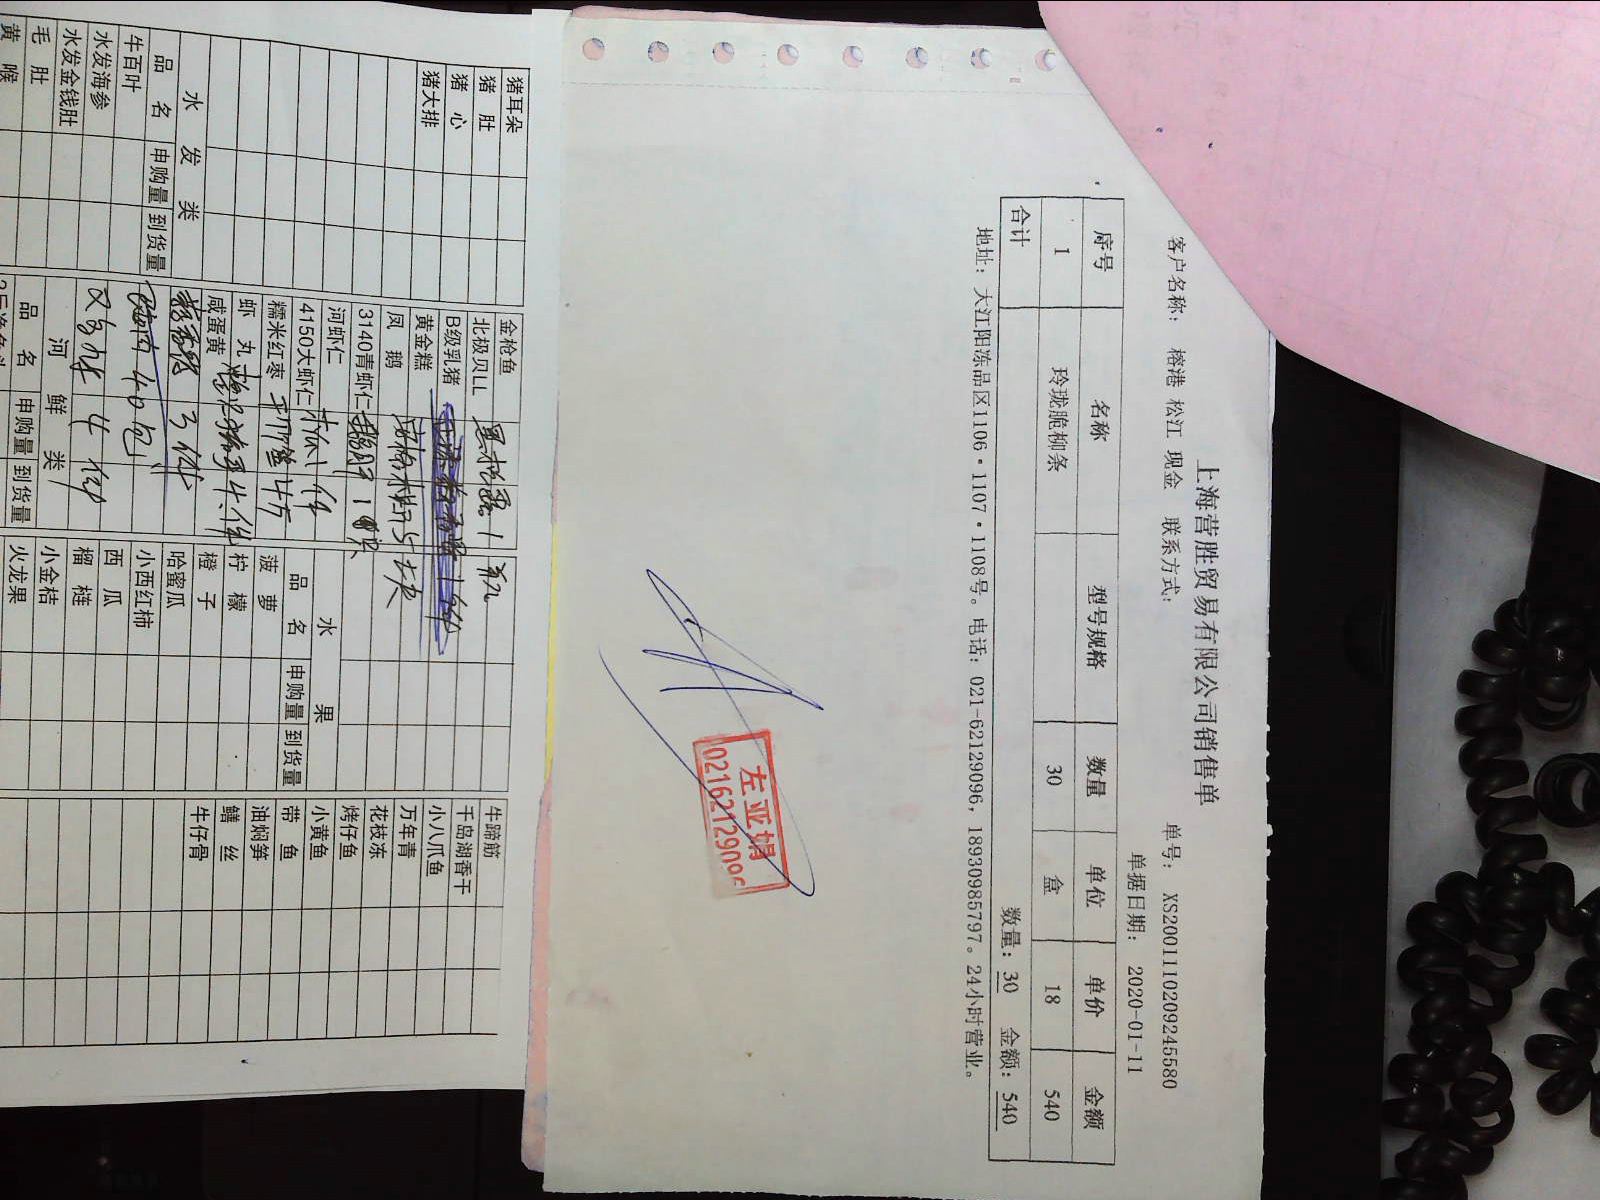 上海营胜贸易有限公司销售单
客户名称: 榕港 松江 现金 联系方式: 单号: XS20011102092455​80
单据日期: 2020-01-11
序号 名称 型号规格 数量 单位 单价 金额
1 玲珑脆柳条 30 盒 18 540
合计 数量: 30 金额: 540
地址: 大江阳冻品区1106·1107·1108号。电话: 021-62129096, 18930985797。24小时营业。
左亚娟
02162129096
猪耳朵
猪肚
猪心
猪大排
水发类
品名 申购量 到货量
牛百叶
水发海参
水发金钱肚
毛肚
黄喉
金枪鱼
北极贝LL
B级乳猪
黄金糕
凤鹅
3140青虾仁
河虾仁
4150大虾仁
糯米红枣
虾丸
咸蛋黄
3件
40包
河鲜类
品名 申购量 到货量
水果
品名 申购量 到货量
菠萝
柠檬
橙子
哈蜜瓜
小西红柿
西瓜
榴梿
小金桔
火龙果
牛蹄筋
千岛湖香干
小八爪鱼
万年青
花枝冻
烤仔鱼
小黄鱼
带鱼
油焖笋
鳝丝
牛仔骨